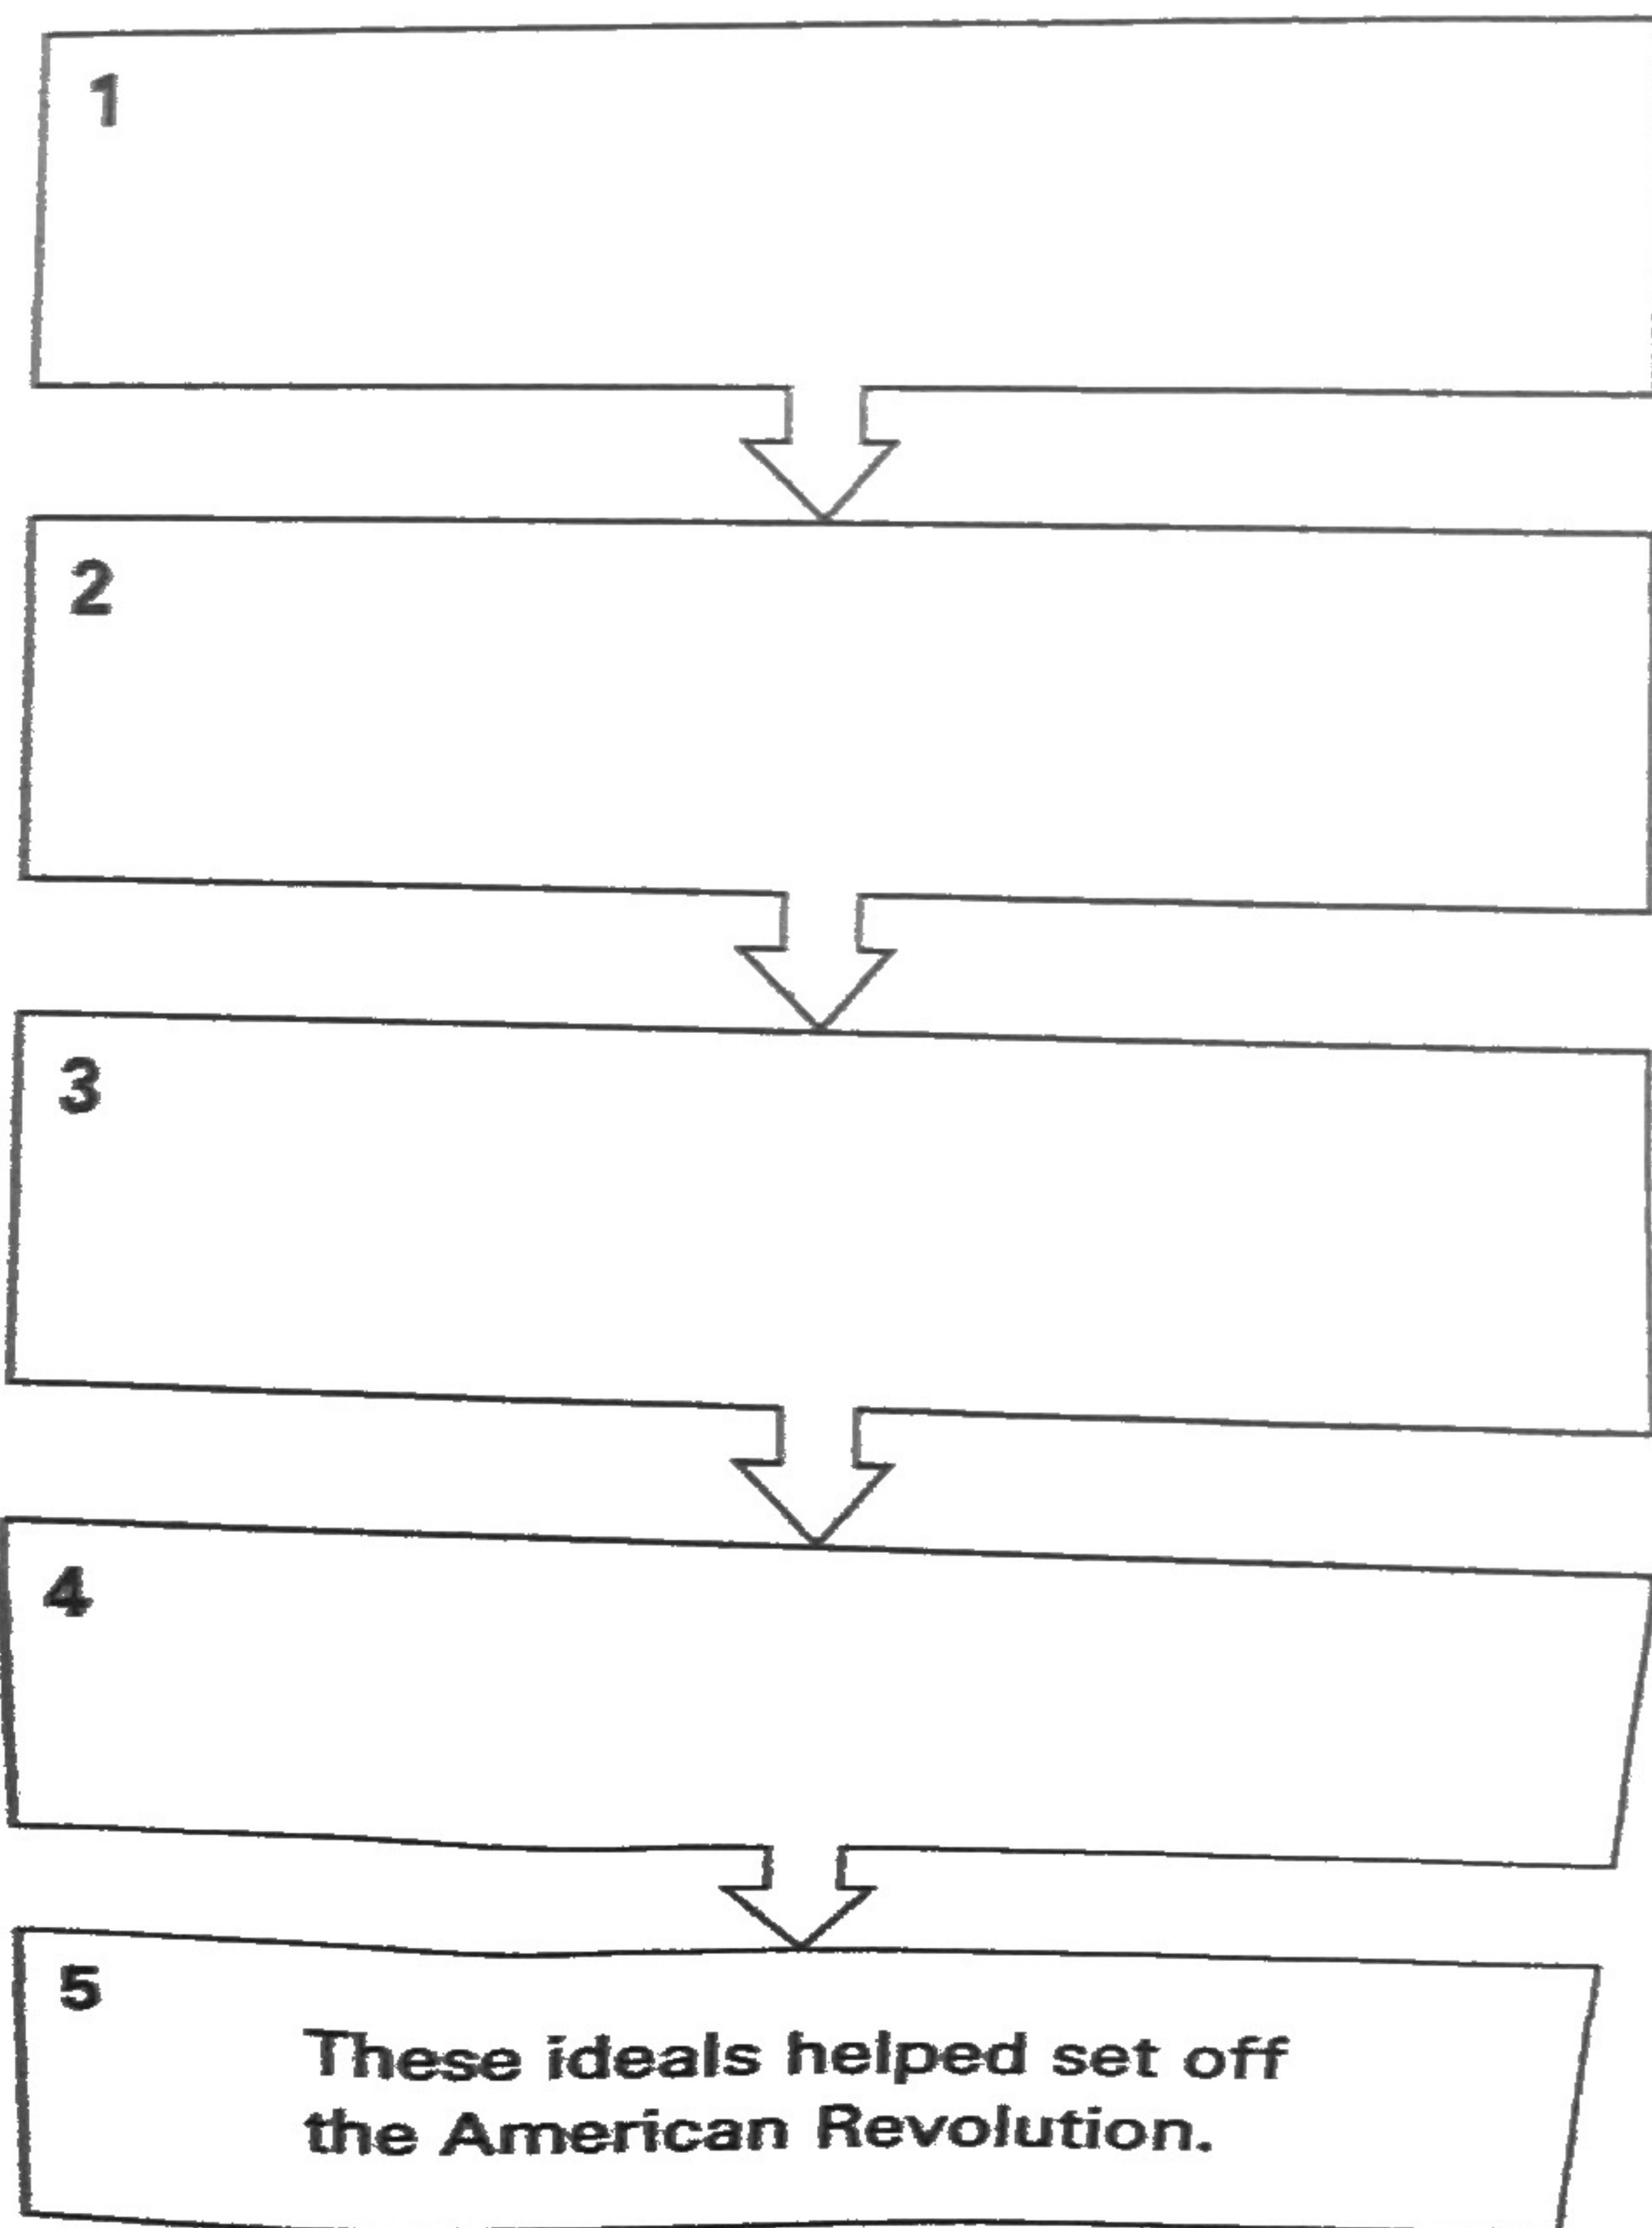 1
2
3
4
5
These ideals helped set off
the American Revolution.